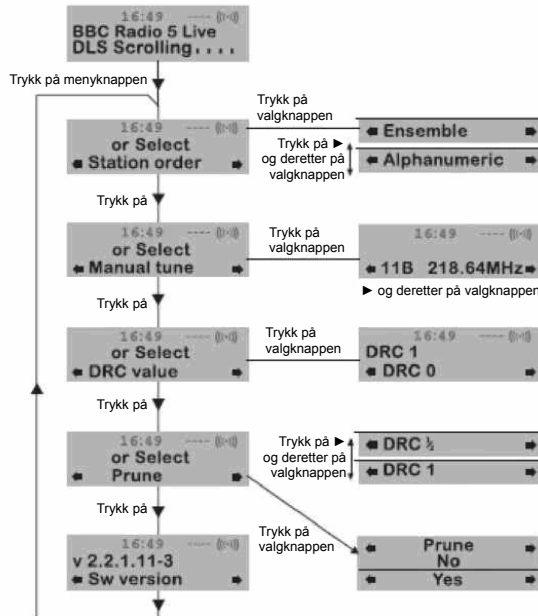 16:49 ----
BBC Radio 5 Live
DLS Scrolling....
Trykk på menyknappen
16:49 ----
or Select
Station order
Trykk på
valgknappen
Ensemble
Trykk på ►
og deretter på
valgknappen
Alphanumeric
Trykk på
16:49 ----
or Select
Manual tune
Trykk på
valgknappen
16:49 ----
11B 218.64MHz
► og deretter på valgknappen
Trykk på
16:49 ----
or Select
DRC value
Trykk på
valgknappen
16:49 ----
DRC 1
DRC 0
Trykk på
16:49 ----
or Select
Prune
Trykk på ►
og deretter på
valgknappen
DRC ½
DRC 1
Trykk på
16:49 ----
v 2.2.1.11-3
Sw version
Trykk på
valgknappen
Prune
No
Yes